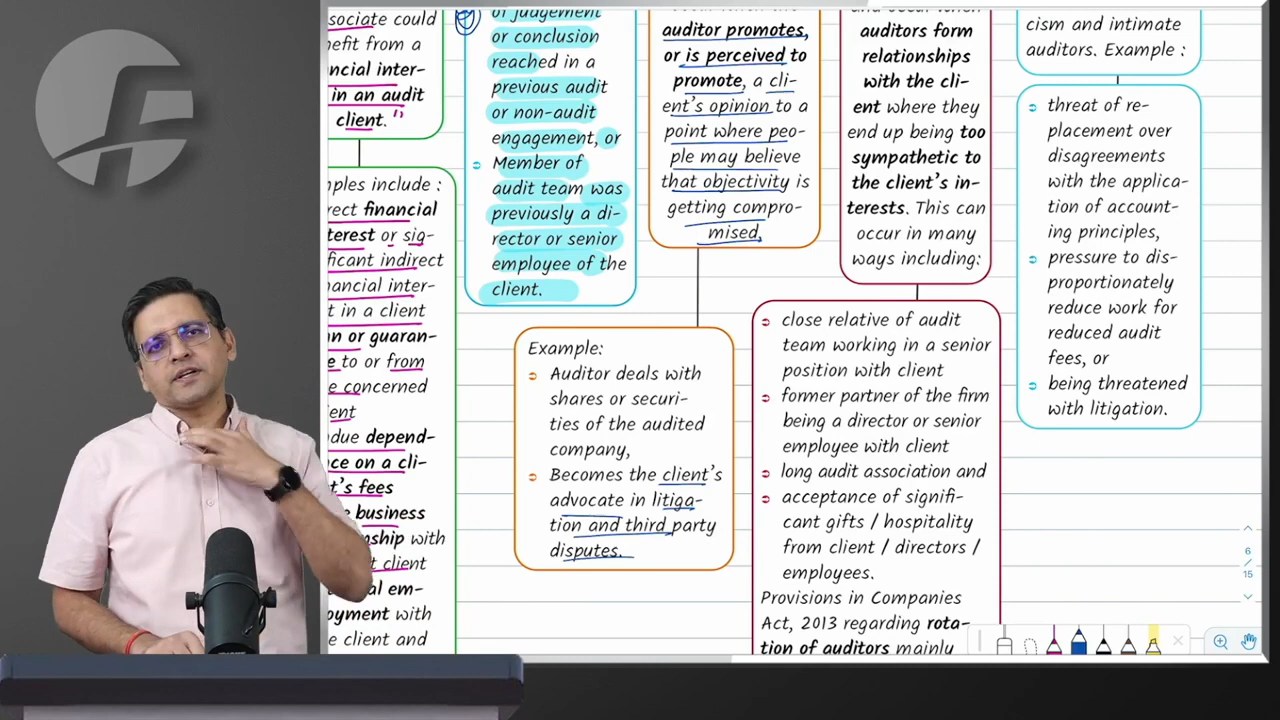 sociate could
efit from a
ncial inter-
in an audit
client."
mples include :
rect financial
terest or sig-
ficant indirect
nancial inter-
t in a client
an or guaran-
e to or from
e concerned
ient
due depend-
ce on a cli-
t's fees
e business
nship with
t client
al em-
oyment with
e client and
of judgement
or conclusion
reached in a
previous audit
or non-audit
engagement, or
Member of
audit team was
previously a di-
rector or senior
employee of the
client.
auditor promotes,
or is perceived to
promote, a cli-
ent's opinion to a
point where peo-
ple may believe
that objectivity is
getting compro-
mised,
Example:
Auditor deals with
shares or securi-
ties of the audited
company,
Becomes the client's
advocate in litiga-
tion and third party
disputes.
and occur when
auditors form
relationships
with the cli-
ent where they
end up being too
sympathetic to
the client's in-
terests. This can
occur in many
ways including:
close relative of audit
team working in a senior
position with client
former partner of the firm
being a director or senior
employee with client
long audit association and
acceptance of signifi-
cant gifts / hospitality
from client / directors /
employees.
Provisions in Companies
Act, 2013 regarding rota-
tion of auditors mainly
cism and intimate
auditors. Example :
threat of re-
placement over
disagreements
with the applica-
tion of account-
ing principles,
pressure to dis-
proportionately
reduce work for
reduced audit
fees, or
being threatened
with litigation.
6
/
15